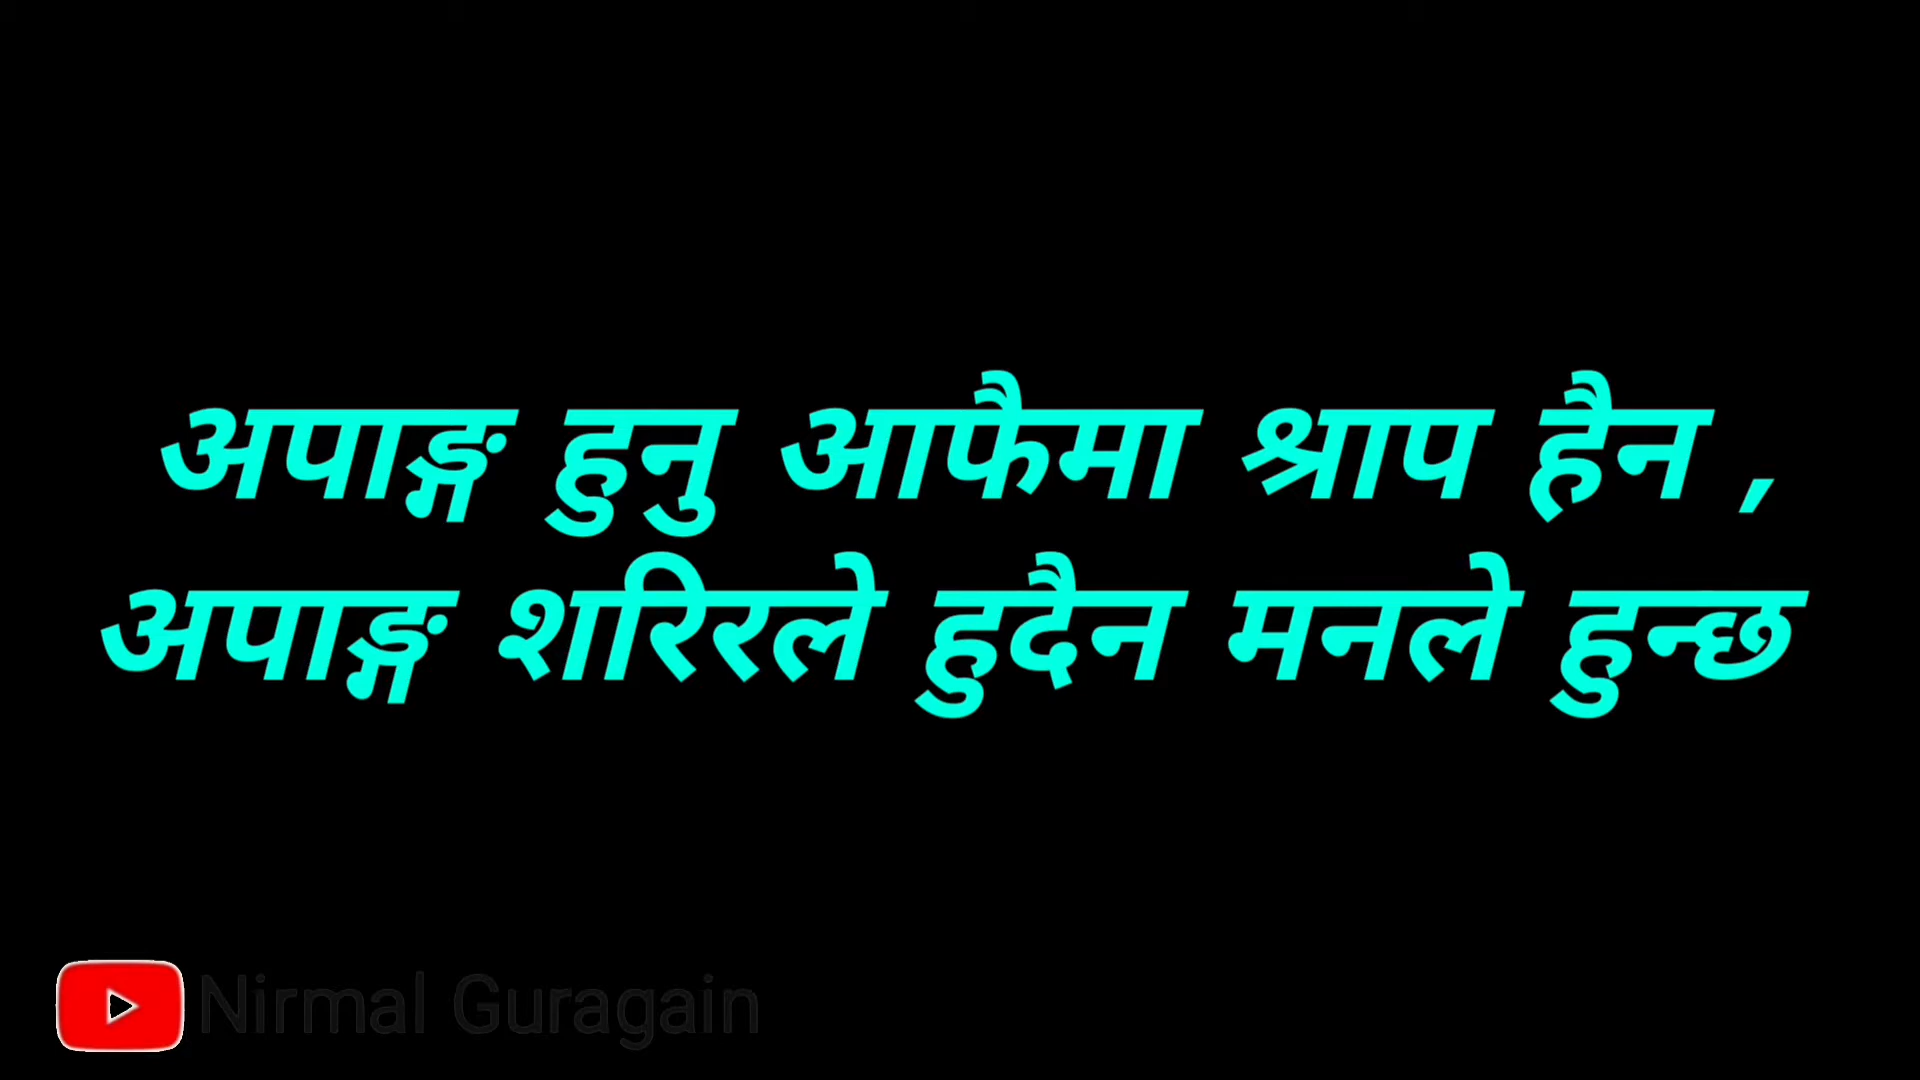 अपाङ्ग हुनु आफैमा श्राप हैन ,
अपाङ्ग शरिरले हुदैन मनले हुन्छ
Nirmal Guragain